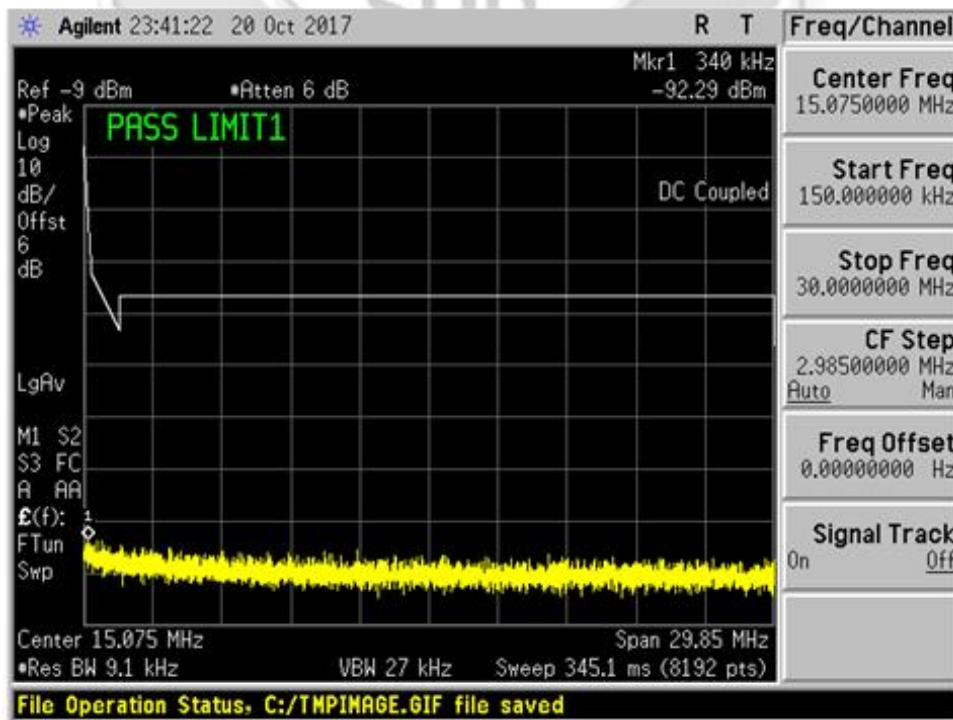 Agilent 23:41:22 20 Oct 2017 R T
Freq/Channel
Mkr1 340 kHz
Ref -9 dBm •Atten 6 dB -92.29 dBm
•Peak
Log
10
dB/
Offst
6
dB
PASS LIMIT1
DC Coupled
LgAv
M1 S2
S3 FC
A AA
£(f):
FTun
Swp
1
Center 15.075 MHz Span 29.85 MHz
•Res BW 9.1 kHz VBW 27 kHz Sweep 345.1 ms (8192 pts)
Center Freq
15.0750000 MHz
Start Freq
150.000000 kHz
Stop Freq
30.0000000 MHz
CF Step
2.98500000 MHz
Auto Man
Freq Offset
0.00000000 Hz
Signal Track
On Off
File Operation Status, C:/TMPIMAGE.GIF file saved